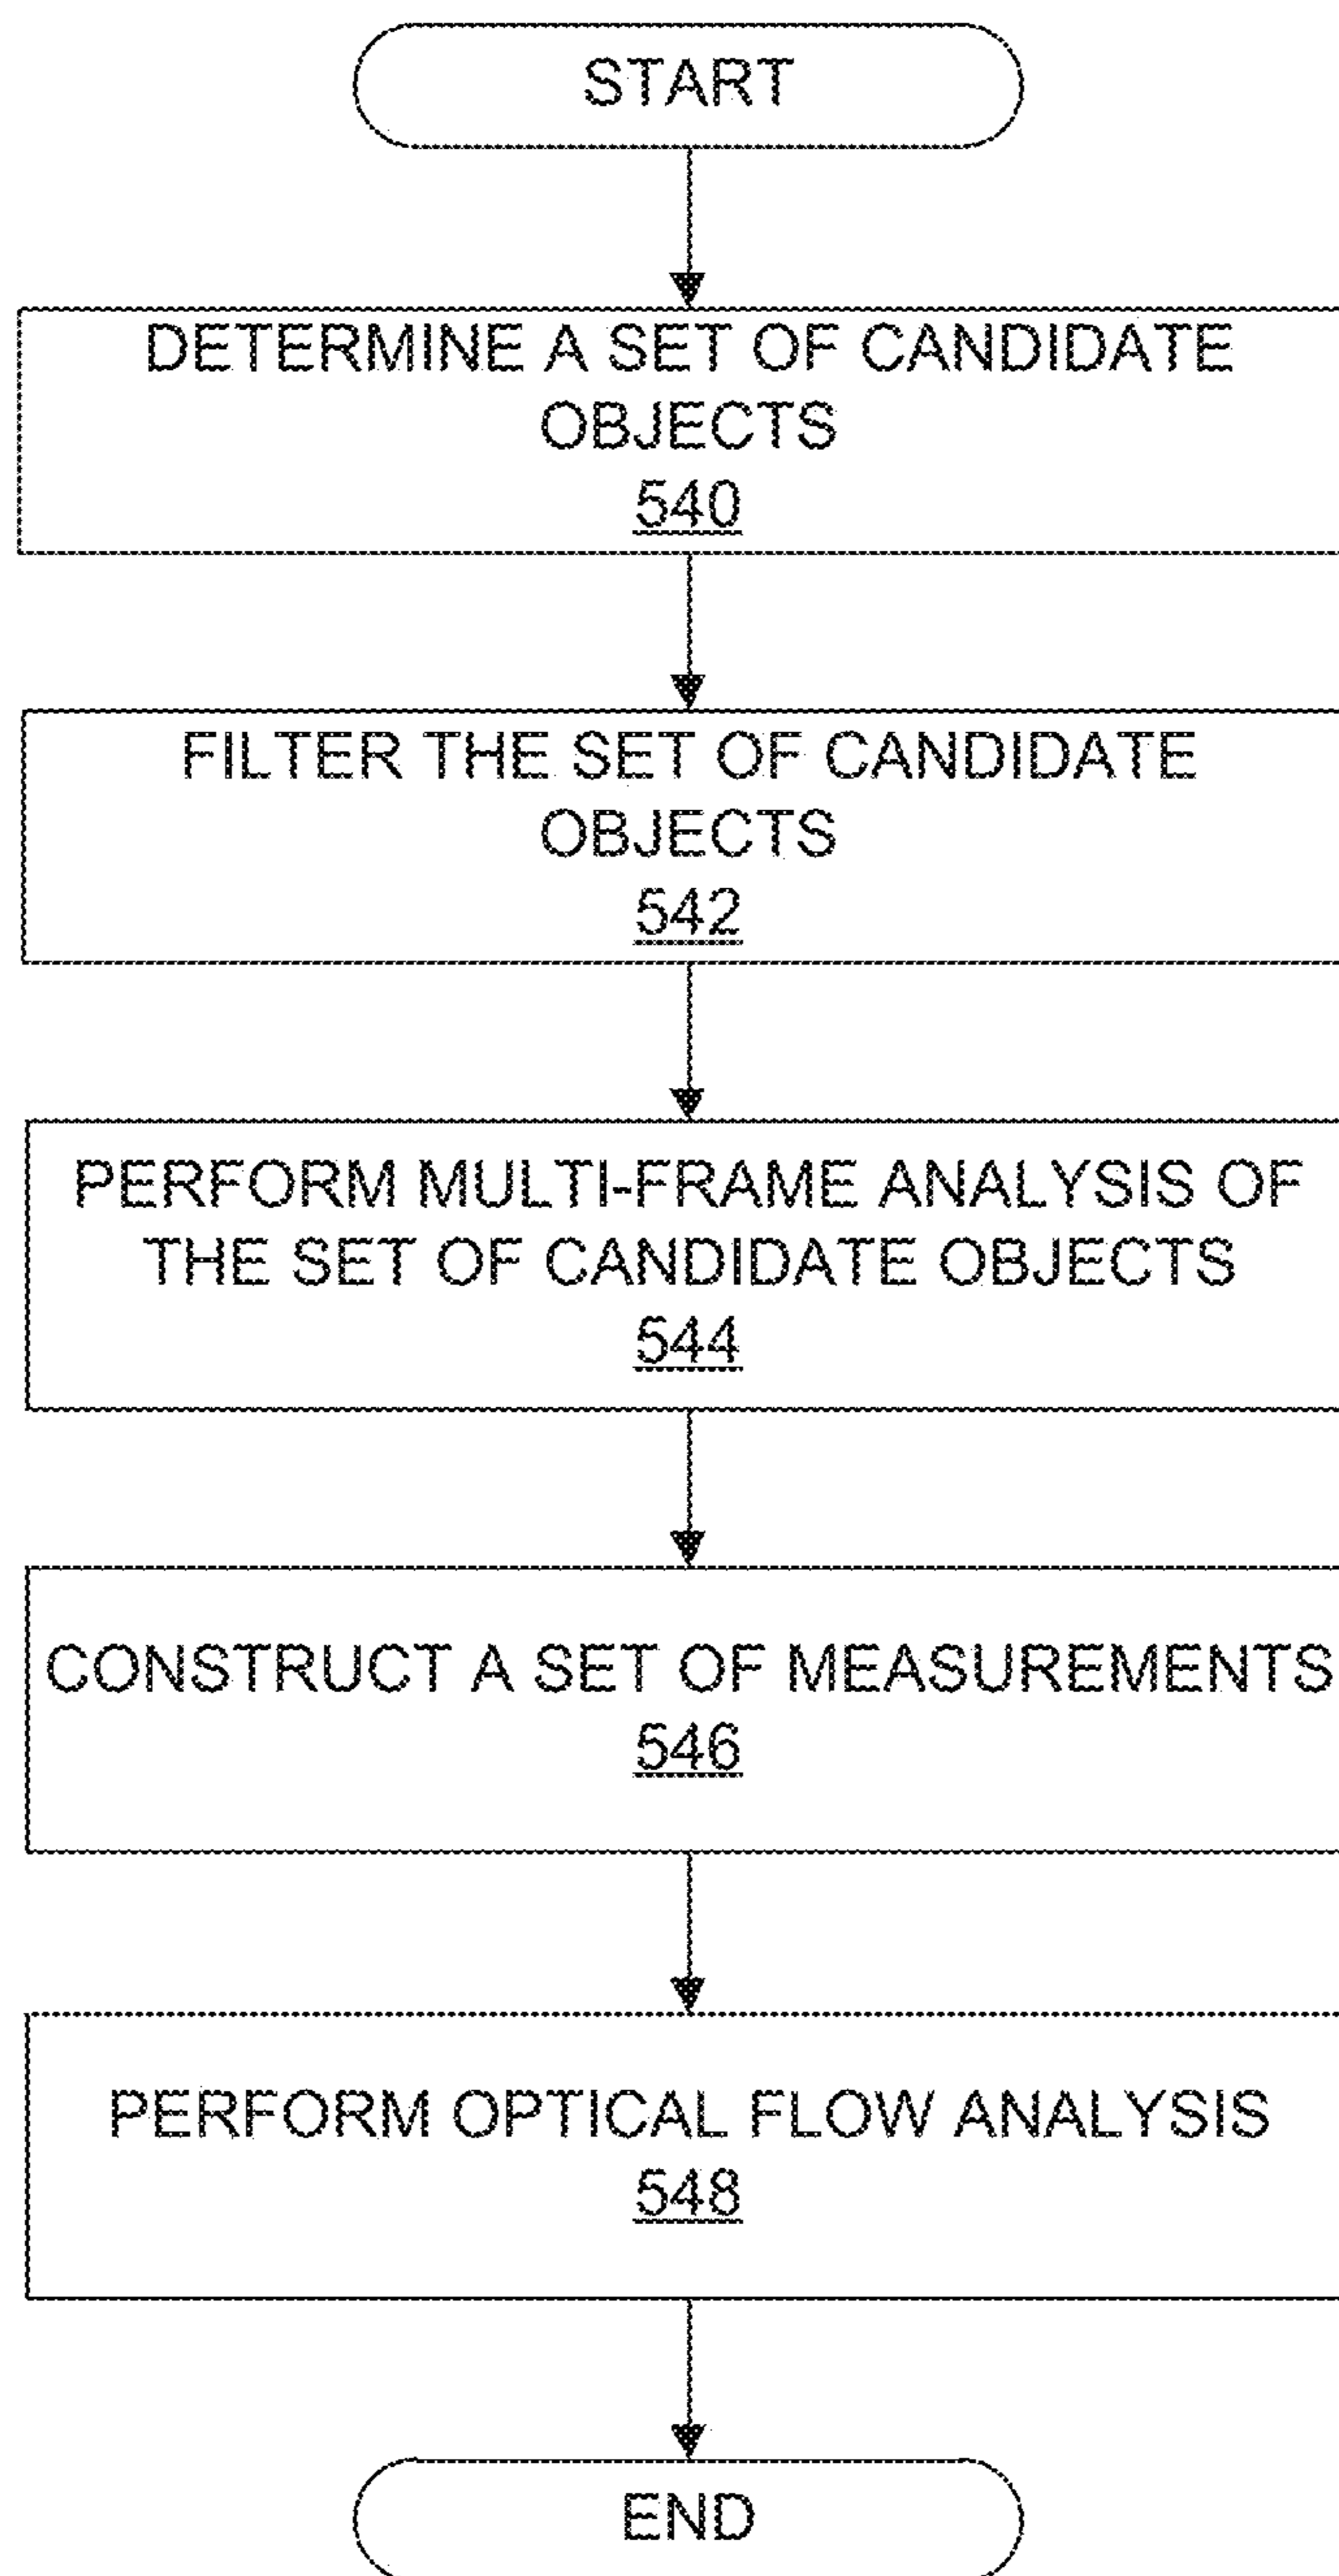 START
DETERMINE A SET OF CANDIDATE
OBJECTS
540
FILTER THE SET OF CANDIDATE
OBJECTS
542
PERFORM MULTI-FRAME ANALYSIS OF
THE SET OF CANDIDATE OBJECTS
544
CONSTRUCT A SET OF MEASUREMENTS
546
PERFORM OPTICAL FLOW ANALYSIS
548
END